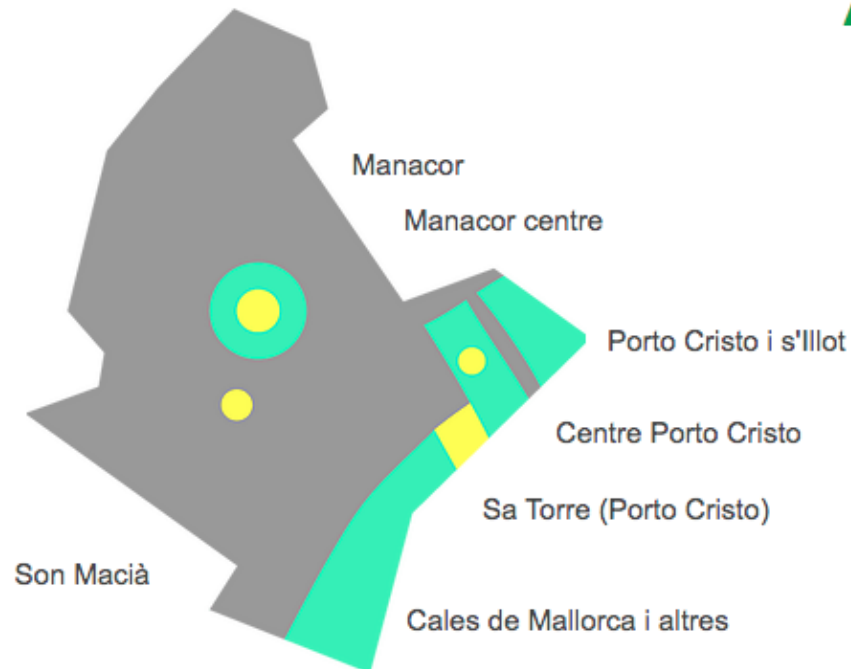 Manacor
Manacor centre
Porto Cristo i s'Illot
Centre Porto Cristo
Sa Torre (Porto Cristo)
Son Macià
Cales de Mallorca i altres